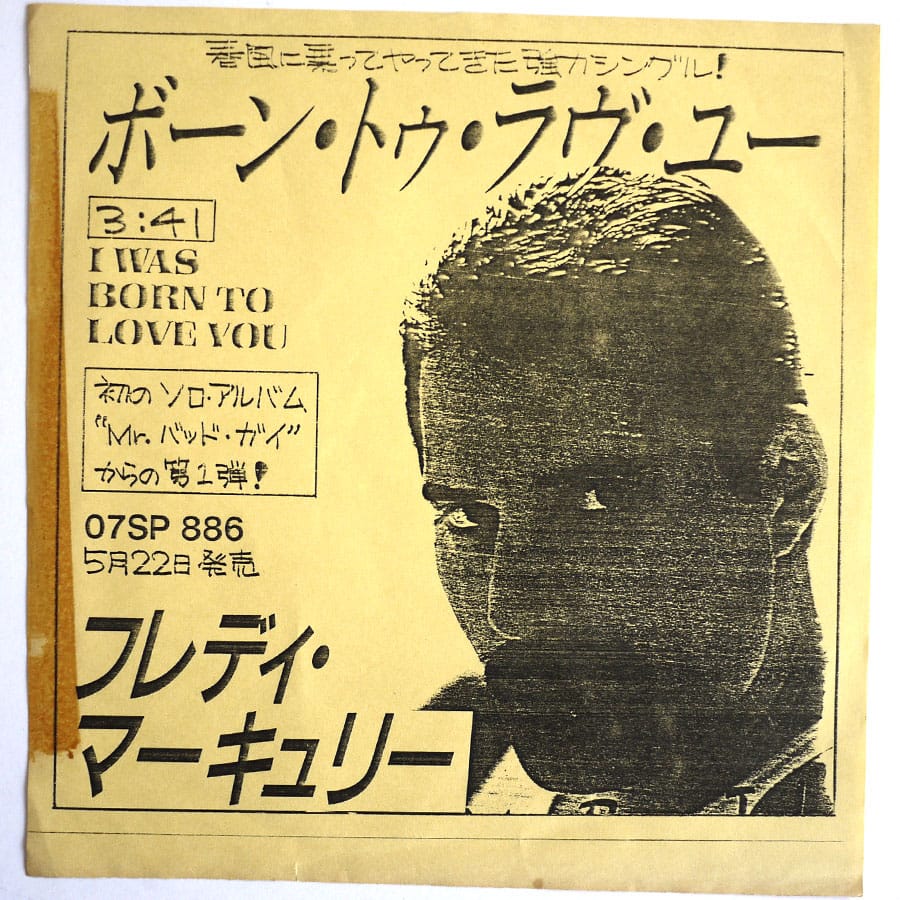 春風に乗ってやってきた強力シングル!
ボーン・トゥ・ラヴ・ユー
3:41
I WAS
BORN TO
LOVE YOU
初のソロ・アルバム
“Mr.バッド・ガイ”
からの第1弾!
07SP 886
5月22日発売
フレディ・
マーキュリー